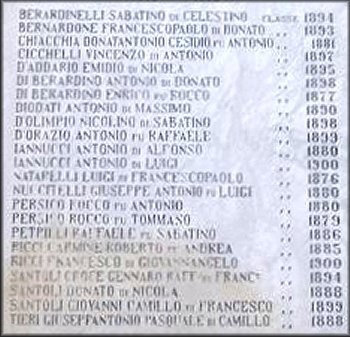 BERARDINELLI SABATINO DI CELESTINO CLASSE 1894
BERNARDONE FRANCESCOPAOLO DI DONATO ,, 1893
CHIACCHIA DONATANTONIO CESIDIO FU ANTONIO ,, 1881
CICCHELLI VINCENZO DI ANTONIO ,, 1897
D'ADDARIO EMIDIO DI NICOLA ,, 1895
DI BERARDINO ANTONIO DI DONATO ,, 1898
DI BERARDINO ENRICO FU ROCCO ,, 1877
DIODATI ANTONIO DI MASSIMO ,, 1890
D'OLIMPIO NICOLINO DI SABATINO ,, 1898
D'ORAZIO ANTONIO FU RAFFAELE ,, 1899
IANNUCCI ANTONIO DI ALFONSO ,, 1880
IANNUCCI ANTONIO DI LUIGI ,, 1900
NATARELLI LUIGI DI FRANCESCOPAOLO ,, 1876
NUCCITELLI GIUSEPPE ANTONIO FU LUIGI ,, 1880
PERSICO ROCCO FU ANTONIO ,, 1880
PERSICO ROCCO FU TOMMASO ,, 1879
PETRILLI RAFFAELE FU SABATINO ,, 1886
RICCI CARMINE ROBERTO FU ANDREA ,, 1885
RICCI FRANCESCO DI GIOVANNANGELO ,, 1900
SANTOLI CROCE GENNARO RAFF. FU FRANC° ,, 1894
SANTOLI DONATO DI NICOLA ,, 1888
SANTOLI GIOVANNI CAMILLO FU FRANCESCO ,, 1899
TIERI GIUSEPPANTONIO PASQUALE DI CAMILLO ,, 1888